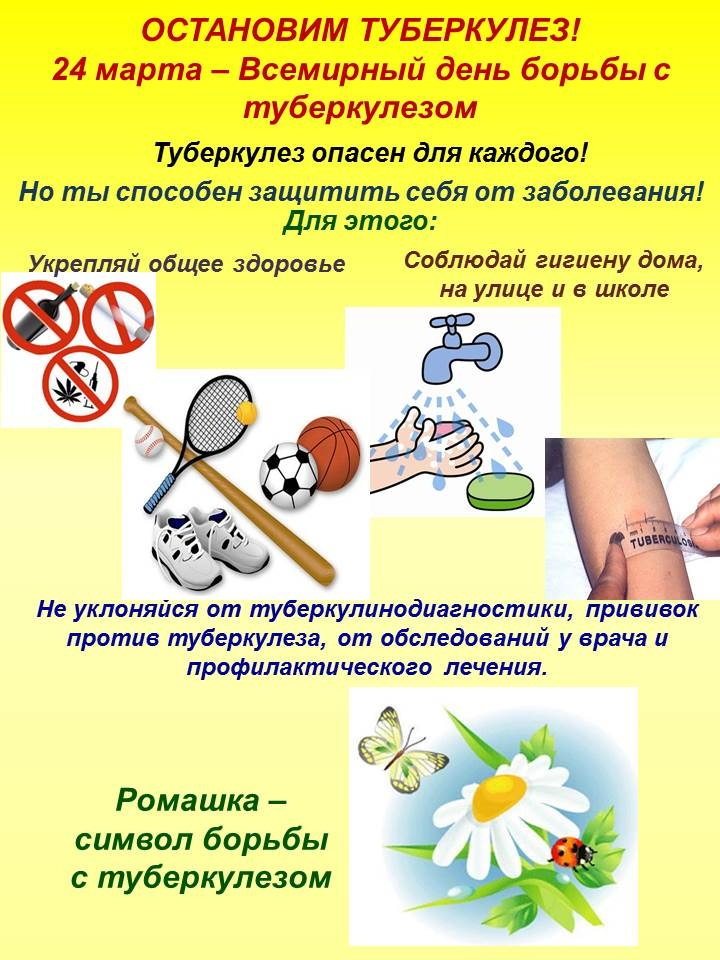 ОСТАНОВИМ ТУБЕРКУЛЕЗ!
24 марта – Всемирный день борьбы с
туберкулезом
Туберкулез опасен для каждого!
Но ты способен защитить себя от заболевания!
Для этого:
Укрепляй общее здоровье
Соблюдай гигиену дома,
на улице и в школе
TUBERCULOSI
Не уклоняйся от туберкулинодиагностики, прививок
против туберкулеза, от обследований у врача и
профилактического лечения.
Ромашка –
символ борьбы
с туберкулезом